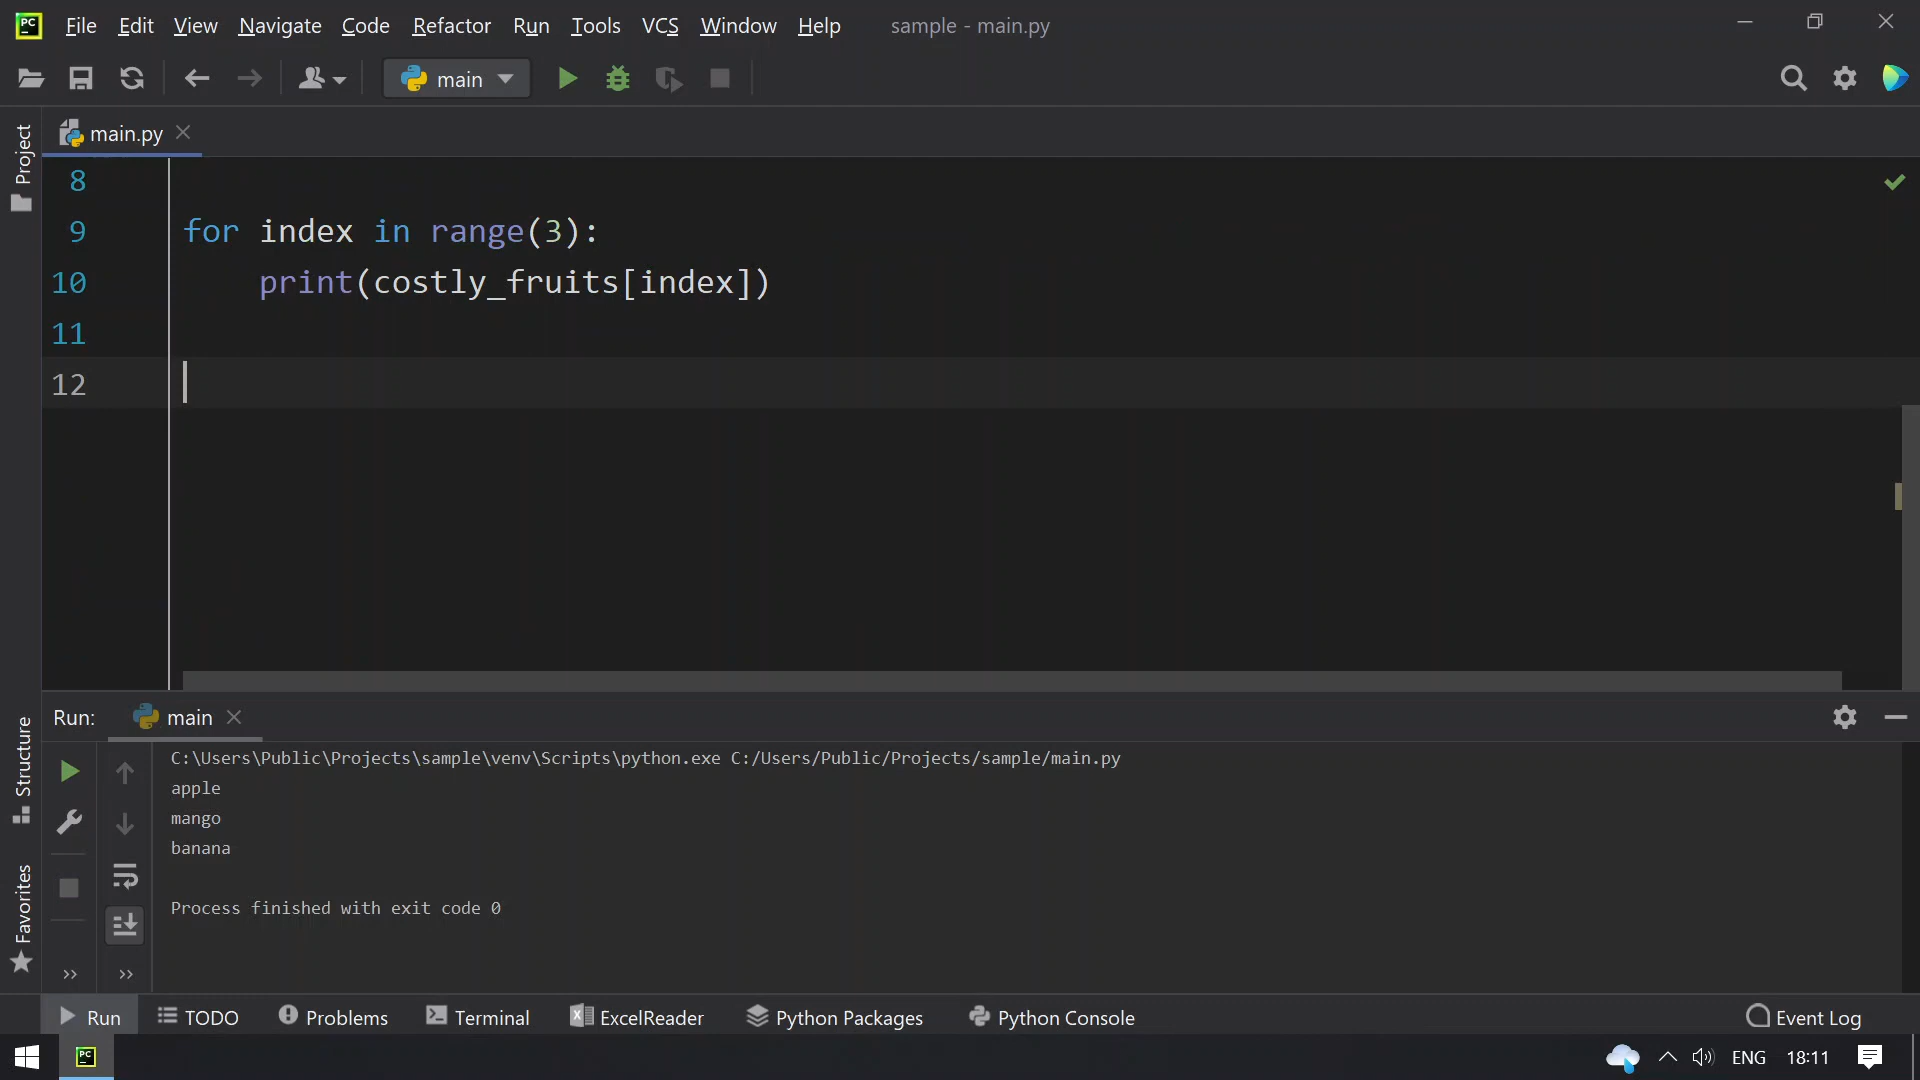 PC File Edit View Navigate Code Refactor Run Tools VCS Window Help sample - main.py
main
Project
main.py
8
9 for index in range(3):
10 print(costly_fruits[index])
11
12
Structure
Favorites
Run: main
C:\Users\Public\Projects\sample\venv\Scripts\python.exe C:/Users/Public/Projects/sample/main.py
apple
mango
banana
Process finished with exit code 0
Run TODO Problems Terminal ExcelReader Python Packages Python Console Event Log
PC ENG 18:11